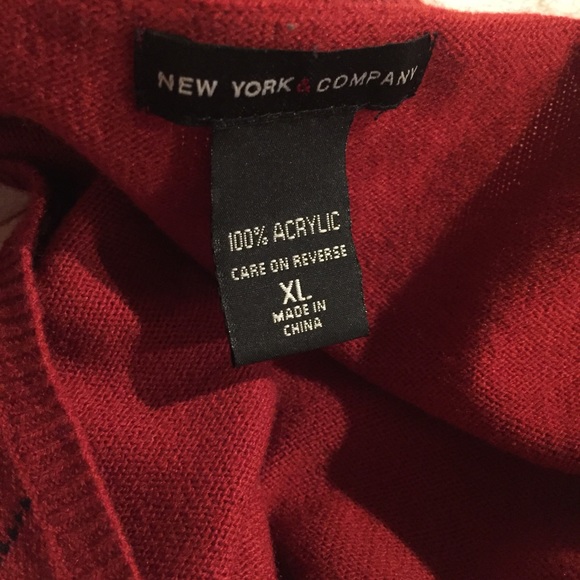 NEW YORK & COMPANY
100% ACRYLIC
CARE ON REVERSE
XL
MADE IN
CHINA